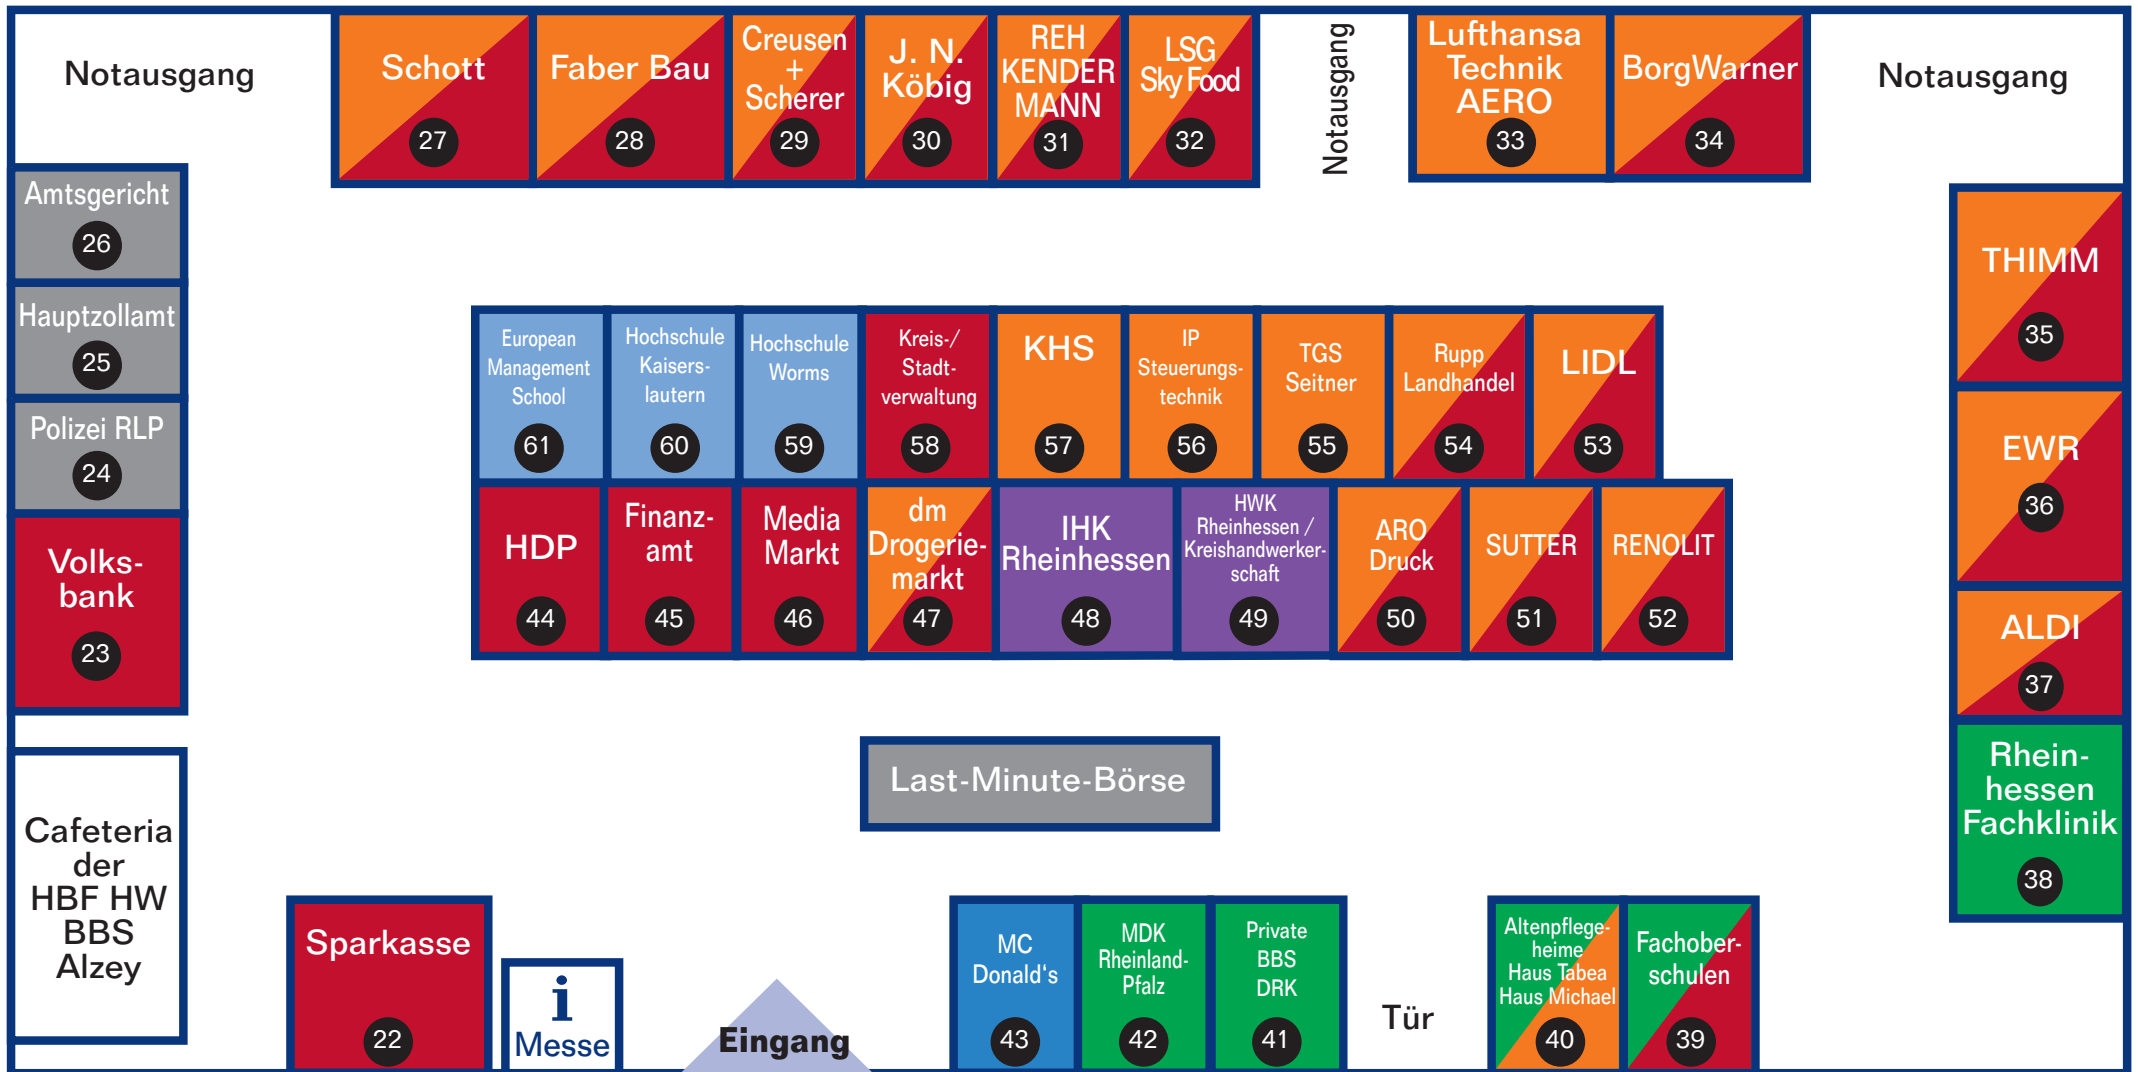 Notausgang
Schott
27
Faber Bau
28
Creusen
+
Scherer
29
J. N.
Köbig
30
REH
KENDER
MANN
31
LSG
Sky Food
32
Notausgang
Lufthansa
Technik
AERO
33
BorgWarner
34
Notausgang
Amtsgericht
26
Hauptzollamt
25
Polizei RLP
24
Volks-
bank
23
European
Management
School
61
Hochschule
Kaisers-
lautern
60
Hochschule
Worms
59
Kreis-/
Stadt-
verwaltung
58
KHS
57
IP
Steuerungs-
technik
56
TGS
Seitner
55
Rupp
Landhandel
54
LIDL
53
HDP
44
Finanz-
amt
45
Media
Markt
46
dm
Drogerie-
markt
47
IHK
Rheinhessen
48
HWK
Rheinhessen /
Kreishandwerker-
schaft
49
ARO
Druck
50
SUTTER
51
RENOLIT
52
THIMM
35
EWR
36
ALDI
37
Rhein-
hessen
Fachklinik
38
Last-Minute-Börse
Cafeteria
der
HBF HW
BBS
Alzey
Sparkasse
22
i
Messe
Eingang
MC
Donald‘s
43
MDK
Rheinland-
Pfalz
42
Private
BBS
DRK
41
Tür
Altenpflege-
heime
Haus Tabea
Haus Michael
40
Fachober-
schulen
39